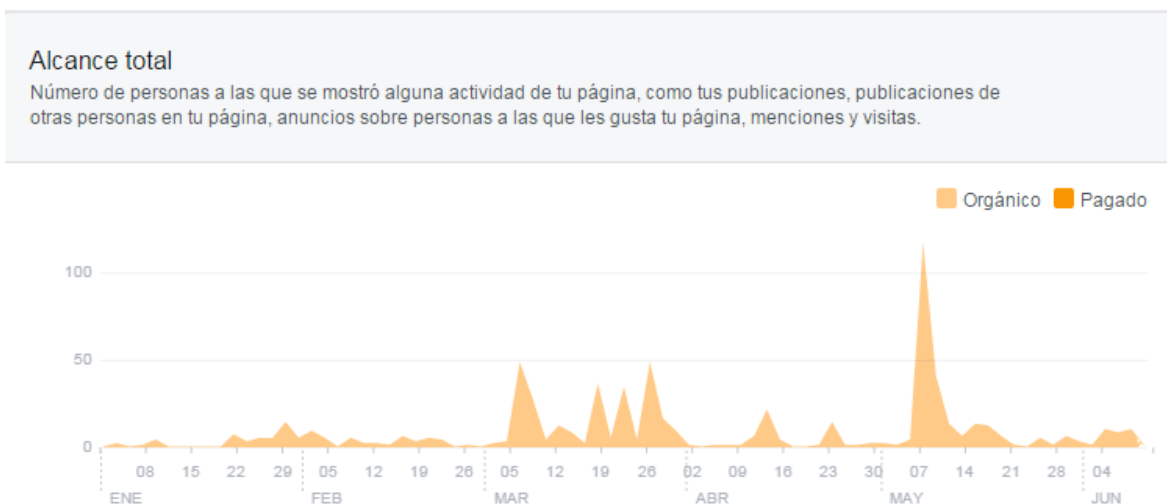 Alcance total
Número de personas a las que se mostró alguna actividad de tu página, como tus publicaciones, publicaciones de
otras personas en tu página, anuncios sobre personas a las que les gusta tu página, menciones y visitas.
Orgánico Pagado
100
50
0
08 15 22 29 05 12 19 26 05 12 19 26 02 09 16 23 30 07 14 21 28 04
ENE FEB MAR ABR MAY JUN